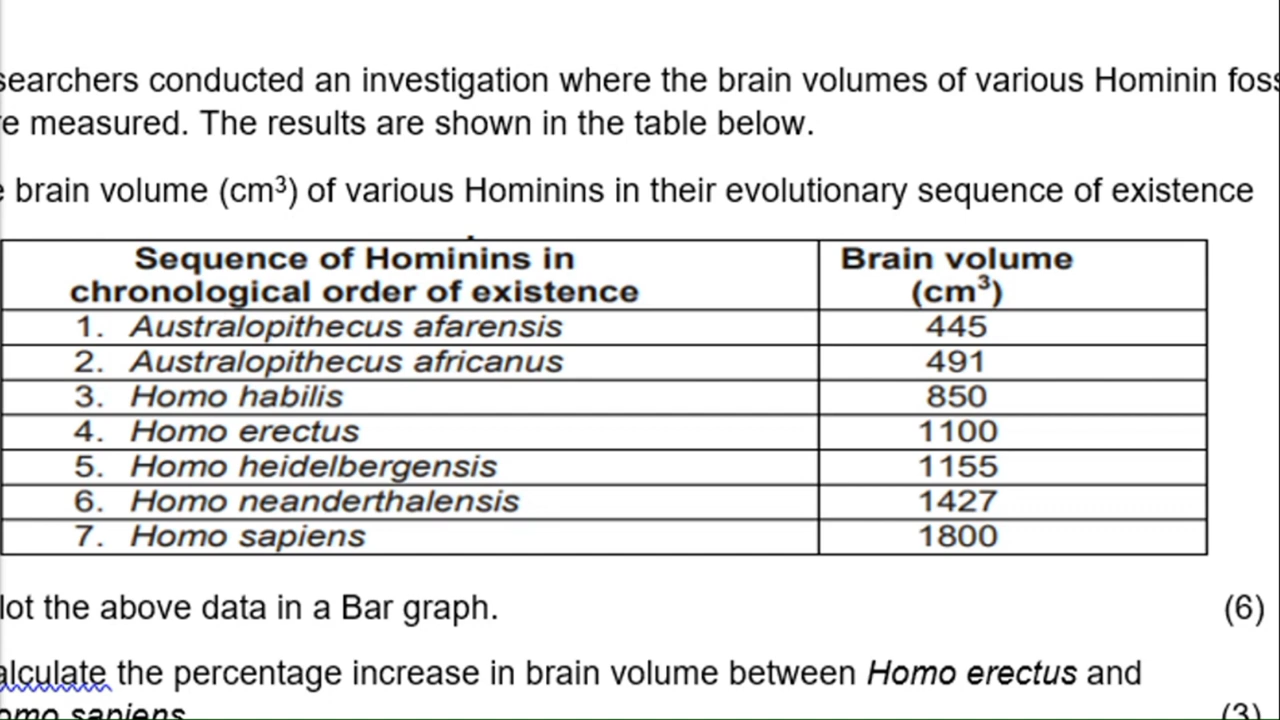 searchers conducted an investigation where the brain volumes of various Hominin foss
e measured. The results are shown in the table below.
e brain volume (cm³) of various Hominins in their evolutionary sequence of existence
Sequence of Hominins in chronological order of existence Brain volume (cm³)
1. Australopithecus afarensis 445
2. Australopithecus africanus 491
3. Homo habilis 850
4. Homo erectus 1100
5. Homo heidelbergensis 1155
6. Homo neanderthalensis 1427
7. Homo sapiens 1800
lot the above data in a Bar graph. (6)
alculate the percentage increase in brain volume between Homo erectus and
omo sapiens (3)